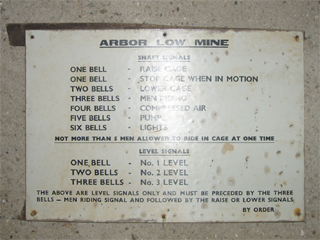 ARBOR LOW MINE
SHAFT SIGNALS
ONE BELL - RAISE CAGE
ONE BELL - STOP CAGE WHEN IN MOTION
TWO BELLS - LOWER CAGE
THREE BELLS - MEN RIDING
FOUR BELLS - COMPRESSED AIR
FIVE BELLS - PUMPS
SIX BELLS - LIGHTS
NOT MORE THAN 5 MEN ALLOWED TO RIDE IN CAGE AT ONE TIME
LEVEL SIGNALS
ONE BELL - No. 1 LEVEL
TWO BELLS - No. 2 LEVEL
THREE BELLS - No. 3 LEVEL
THE ABOVE ARE LEVEL SIGNALS ONLY AND MUST BE PRECEDED BY THE THREE
BELLS - MEN RIDING SIGNAL AND FOLLOWED BY THE RAISE OR LOWER SIGNALS.
BY ORDER